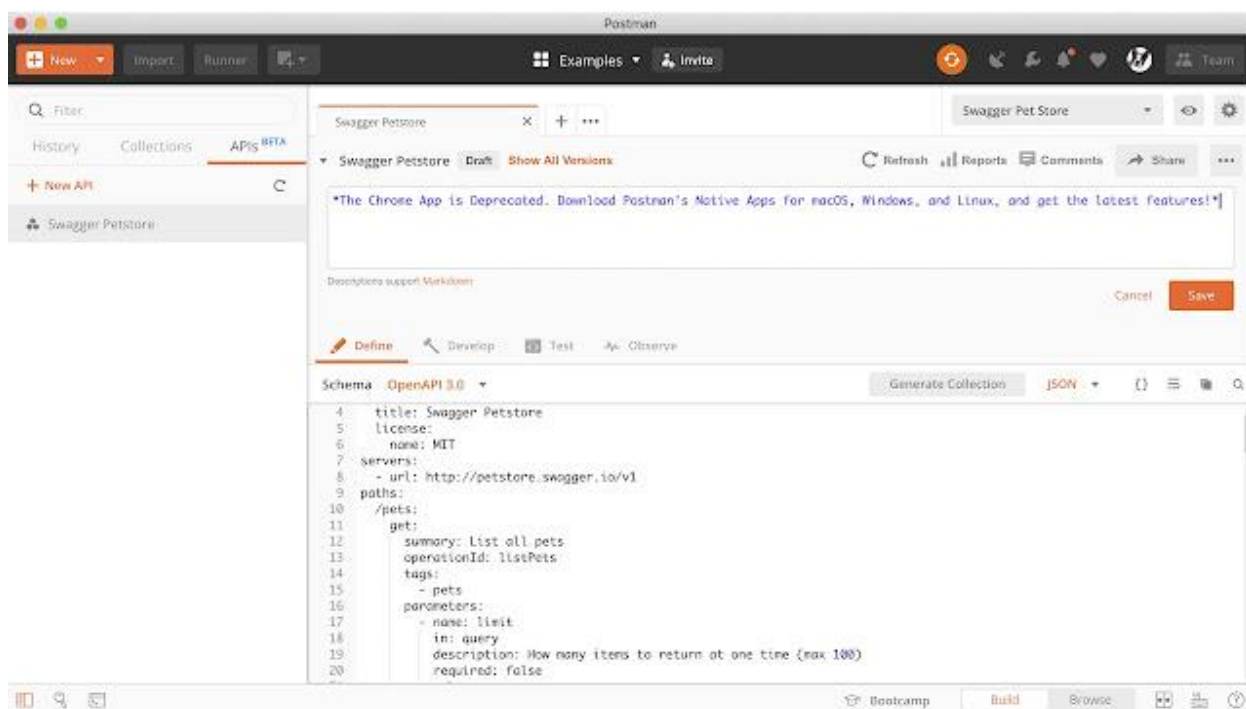 Postman
New
Import
Runner
Examples
Invite
Team
Filter
History Collections APIs BETA
+ New API
Swagger Petstore
Swagger Petstore × + •••
Swagger Pet Store
Swagger Petstore Draft Show All Versions
Refresh Reports Comments Share •••
*The Chrome App is Deprecated. Download Postman's Native Apps for macOS, Windows, and Linux, and get the latest features!*
Descriptions support Markdown
Cancel Save
Define Develop Test Observe
Schema OpenAPI 3.0
Generate Collection JSON {}
4 title: Swagger Petstore
5 license:
6 name: MIT
7 servers:
8 - url: http://petstore.swagger.io/v1
9 paths:
10 /pets:
11 get:
12 summary: List all pets
13 operationId: listPets
14 tags:
15 - pets
16 parameters:
17 - name: limit
18 in: query
19 description: How many items to return at one time (max 100)
20 required: false
Bootcamp Build Browse ?